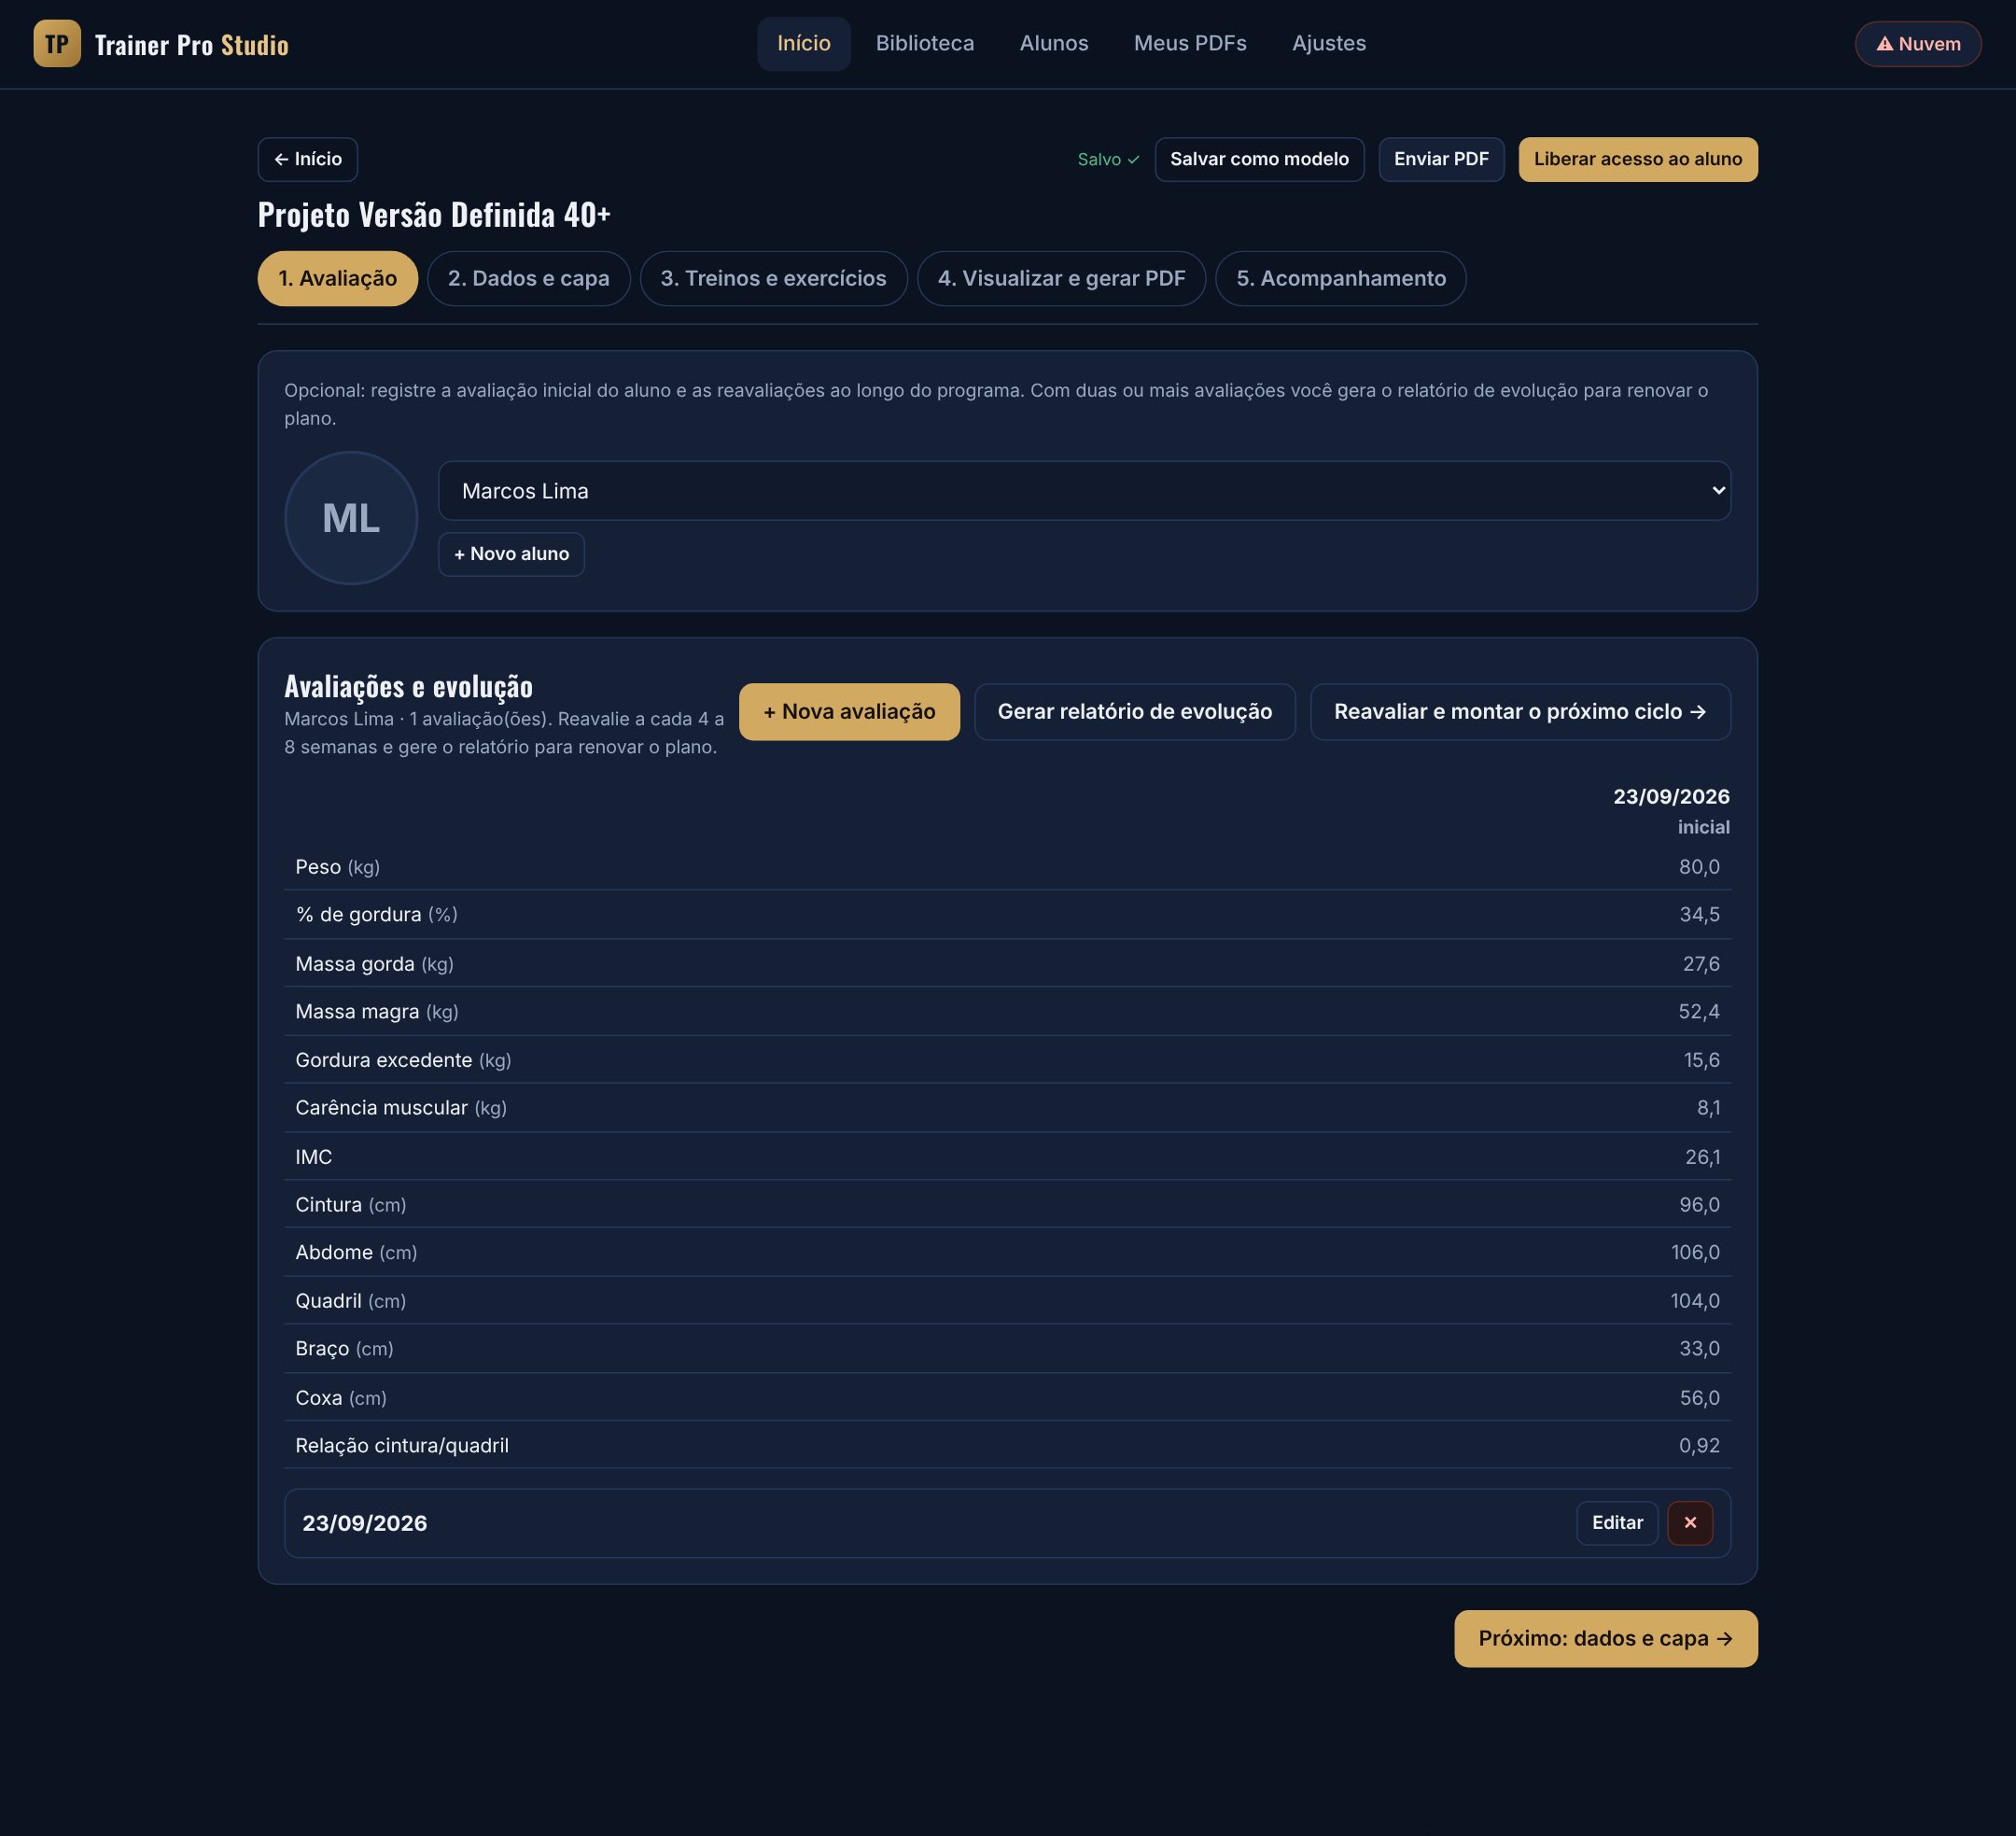 TP Trainer Pro Studio
Início Biblioteca Alunos Meus PDFs Ajustes
⚠ Nuvem
← Início
Salvo ✓ Salvar como modelo Enviar PDF Liberar acesso ao aluno
Projeto Versão Definida 40+
1. Avaliação 2. Dados e capa 3. Treinos e exercícios 4. Visualizar e gerar PDF 5. Acompanhamento
Opcional: registre a avaliação inicial do aluno e as reavaliações ao longo do programa. Com duas ou mais avaliações você gera o relatório de evolução para renovar o
plano.
ML
Marcos Lima
+ Novo aluno
Avaliações e evolução
Marcos Lima · 1 avaliação(ões). Reavalie a cada 4 a
8 semanas e gere o relatório para renovar o plano.
+ Nova avaliação Gerar relatório de evolução Reavaliar e montar o próximo ciclo →
23/09/2026
inicial
Peso (kg) 80,0
% de gordura (%) 34,5
Massa gorda (kg) 27,6
Massa magra (kg) 52,4
Gordura excedente (kg) 15,6
Carência muscular (kg) 8,1
IMC 26,1
Cintura (cm) 96,0
Abdome (cm) 106,0
Quadril (cm) 104,0
Braço (cm) 33,0
Coxa (cm) 56,0
Relação cintura/quadril 0,92
23/09/2026 Editar ×
Próximo: dados e capa →